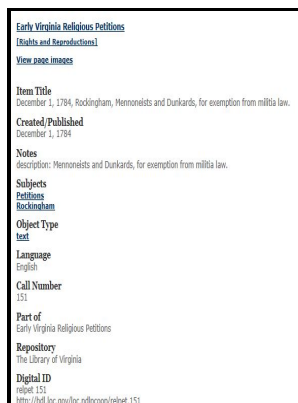 Early Virginia Religious Petitions
[Rights and Reproductions]
View page images
Item Title
December 1, 1784, Rockingham, Mennoneists and Dunkards, for exemption from militia law.
Created/Published
December 1, 1784
Notes
description: Mennoneists and Dunkards, for exemption from militia law.
Subjects
Petitions
Rockingham
Object Type
text
Language
English
Call Number
151
Part of
Early Virginia Religious Petitions
Repository
The Library of Virginia
Digital ID
relpet 151
http://hdl.loc.gov/loc.ndlpcoop/relpet.151